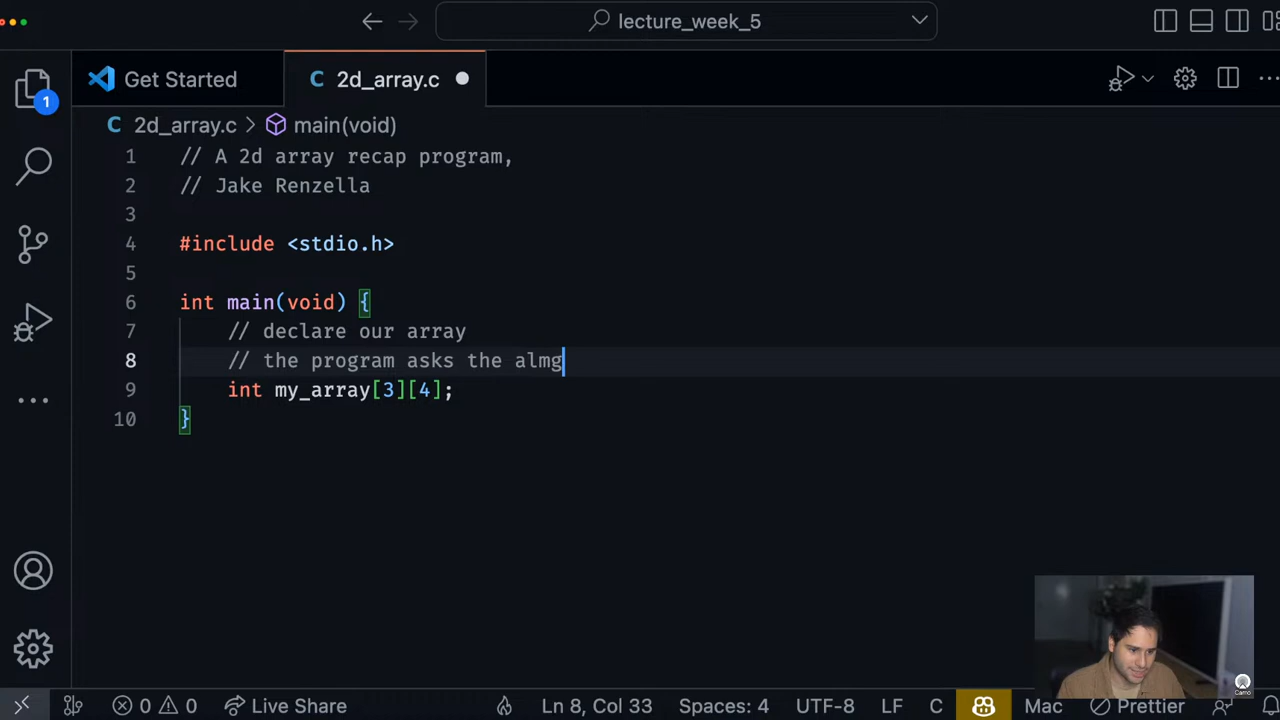 lecture_week_5
Get Started
C 2d_array.c
1
C 2d_array.c > main(void)
1 // A 2d array recap program,
2 // Jake Renzella
3
4 #include <stdio.h>
5
6 int main(void) {
7 // declare our array
8 // the program asks the almg
9 int my_array[3][4];
10 }
Camo
0 0 Live Share Ln 8, Col 33 Spaces: 4 UTF-8 LF C Mac Prettier